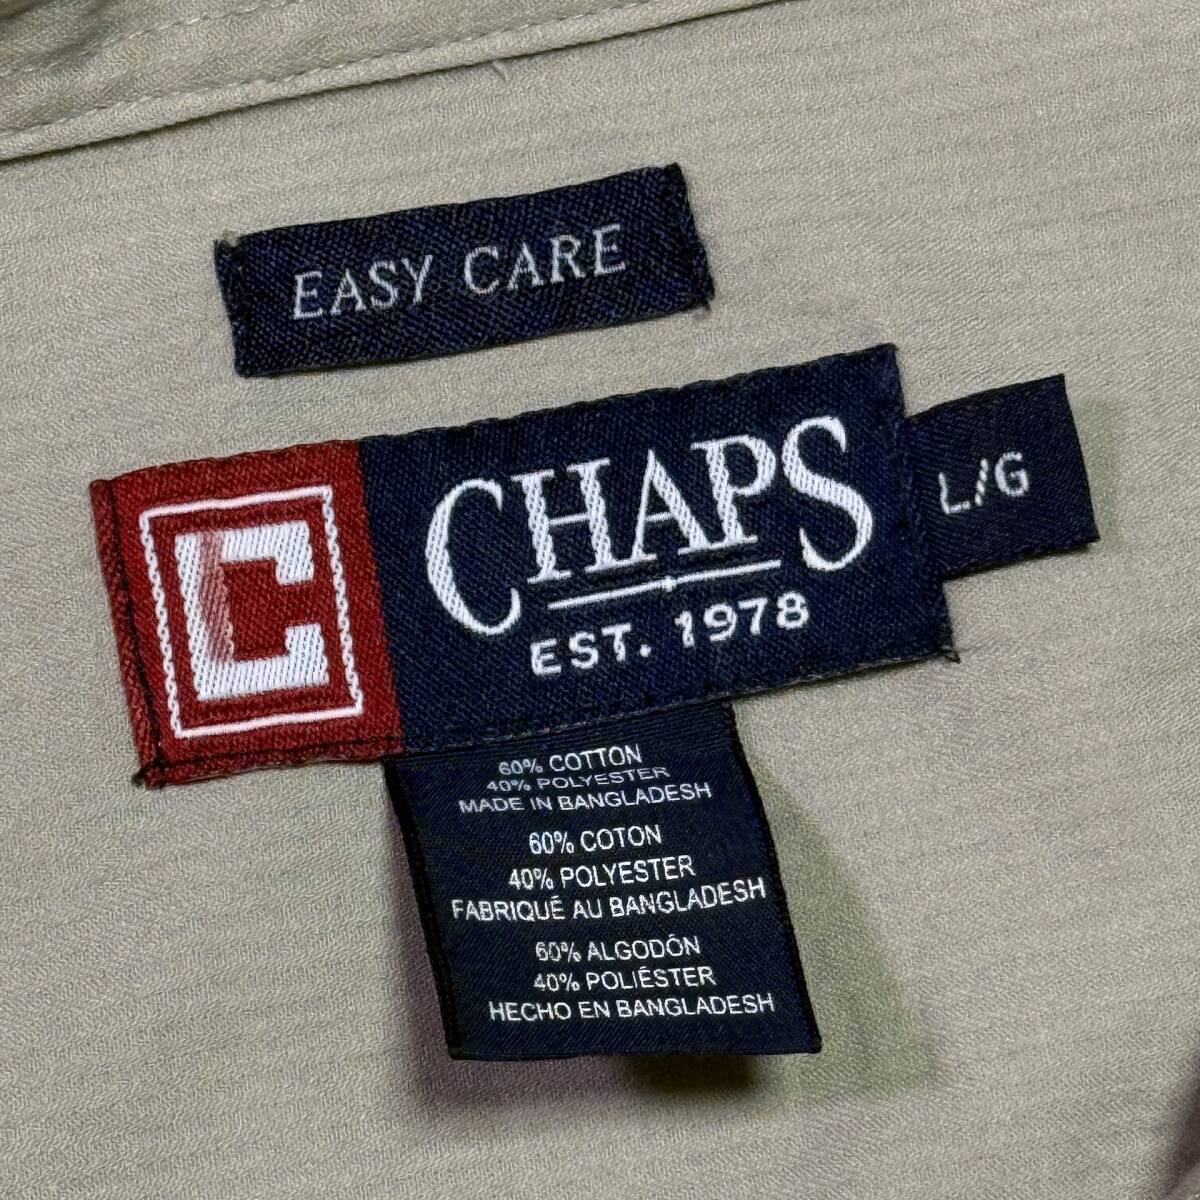 EASY CARE
C
CHAPS
EST. 1978
L/G
60% COTTON
40% POLYESTER
MADE IN BANGLADESH
60% COTON
40% POLYESTER
FABRIQUÉ AU BANGLADESH
60% ALGODÓN
40% POLIÉSTER
HECHO EN BANGLADESH